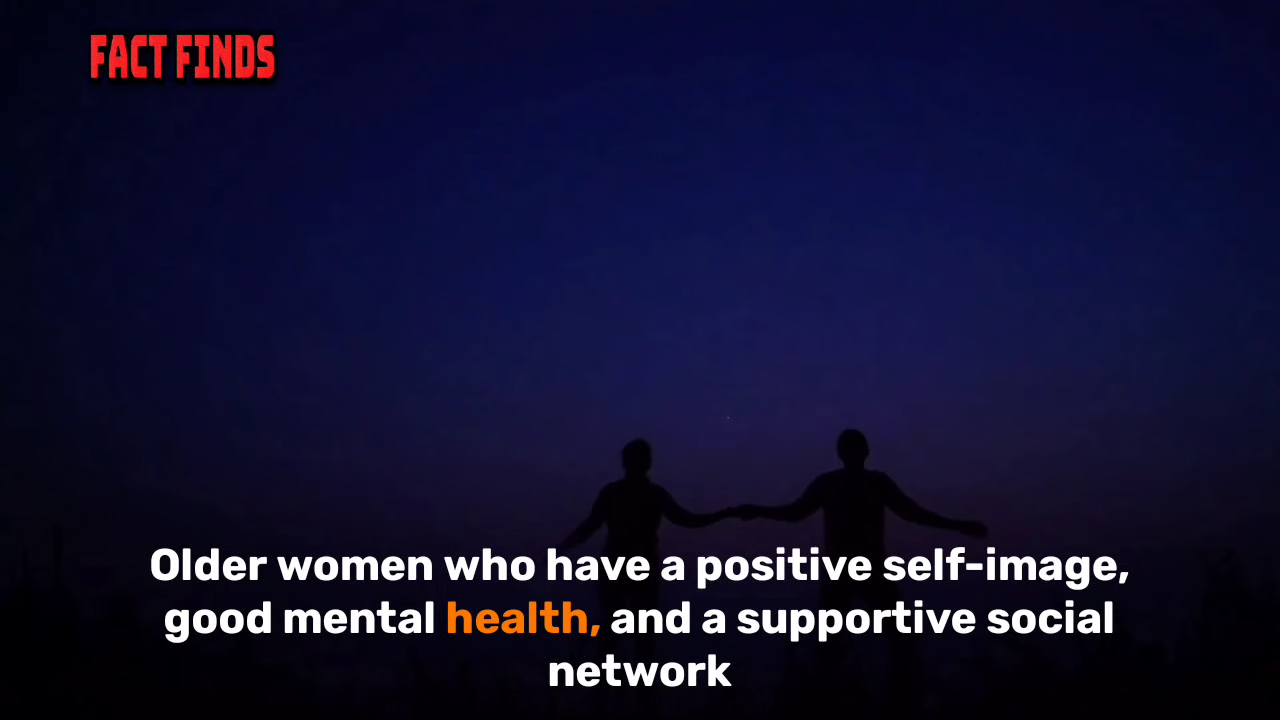 FACT FINDS
Older women who have a positive self-image,
good mental health, and a supportive social
network